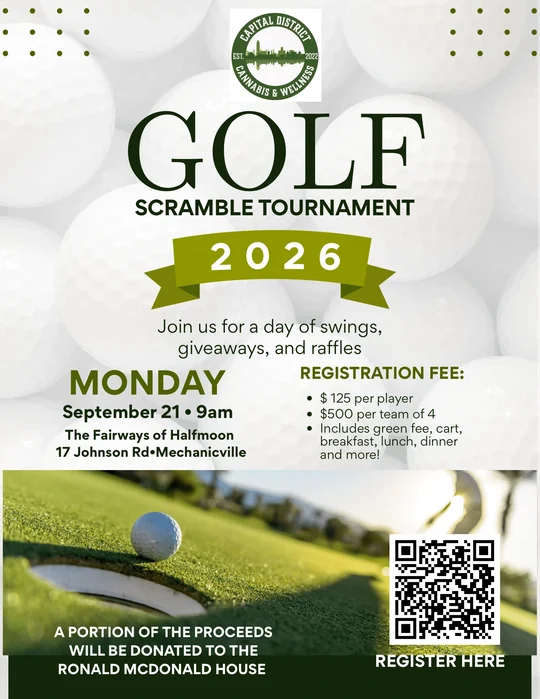 CAPITAL DISTRICT
EST. 2022
CANNABIS & WELLNESS
GOLF
SCRAMBLE TOURNAMENT
2026
Join us for a day of swings,
giveaways, and raffles
MONDAY
September 21 • 9am
The Fairways of Halfmoon
17 Johnson Rd•Mechanicville
REGISTRATION FEE:
• $ 125 per player
• $500 per team of 4
• Includes green fee, cart,
breakfast, lunch, dinner
and more!
A PORTION OF THE PROCEEDS
WILL BE DONATED TO THE
RONALD MCDONALD HOUSE
REGISTER HERE